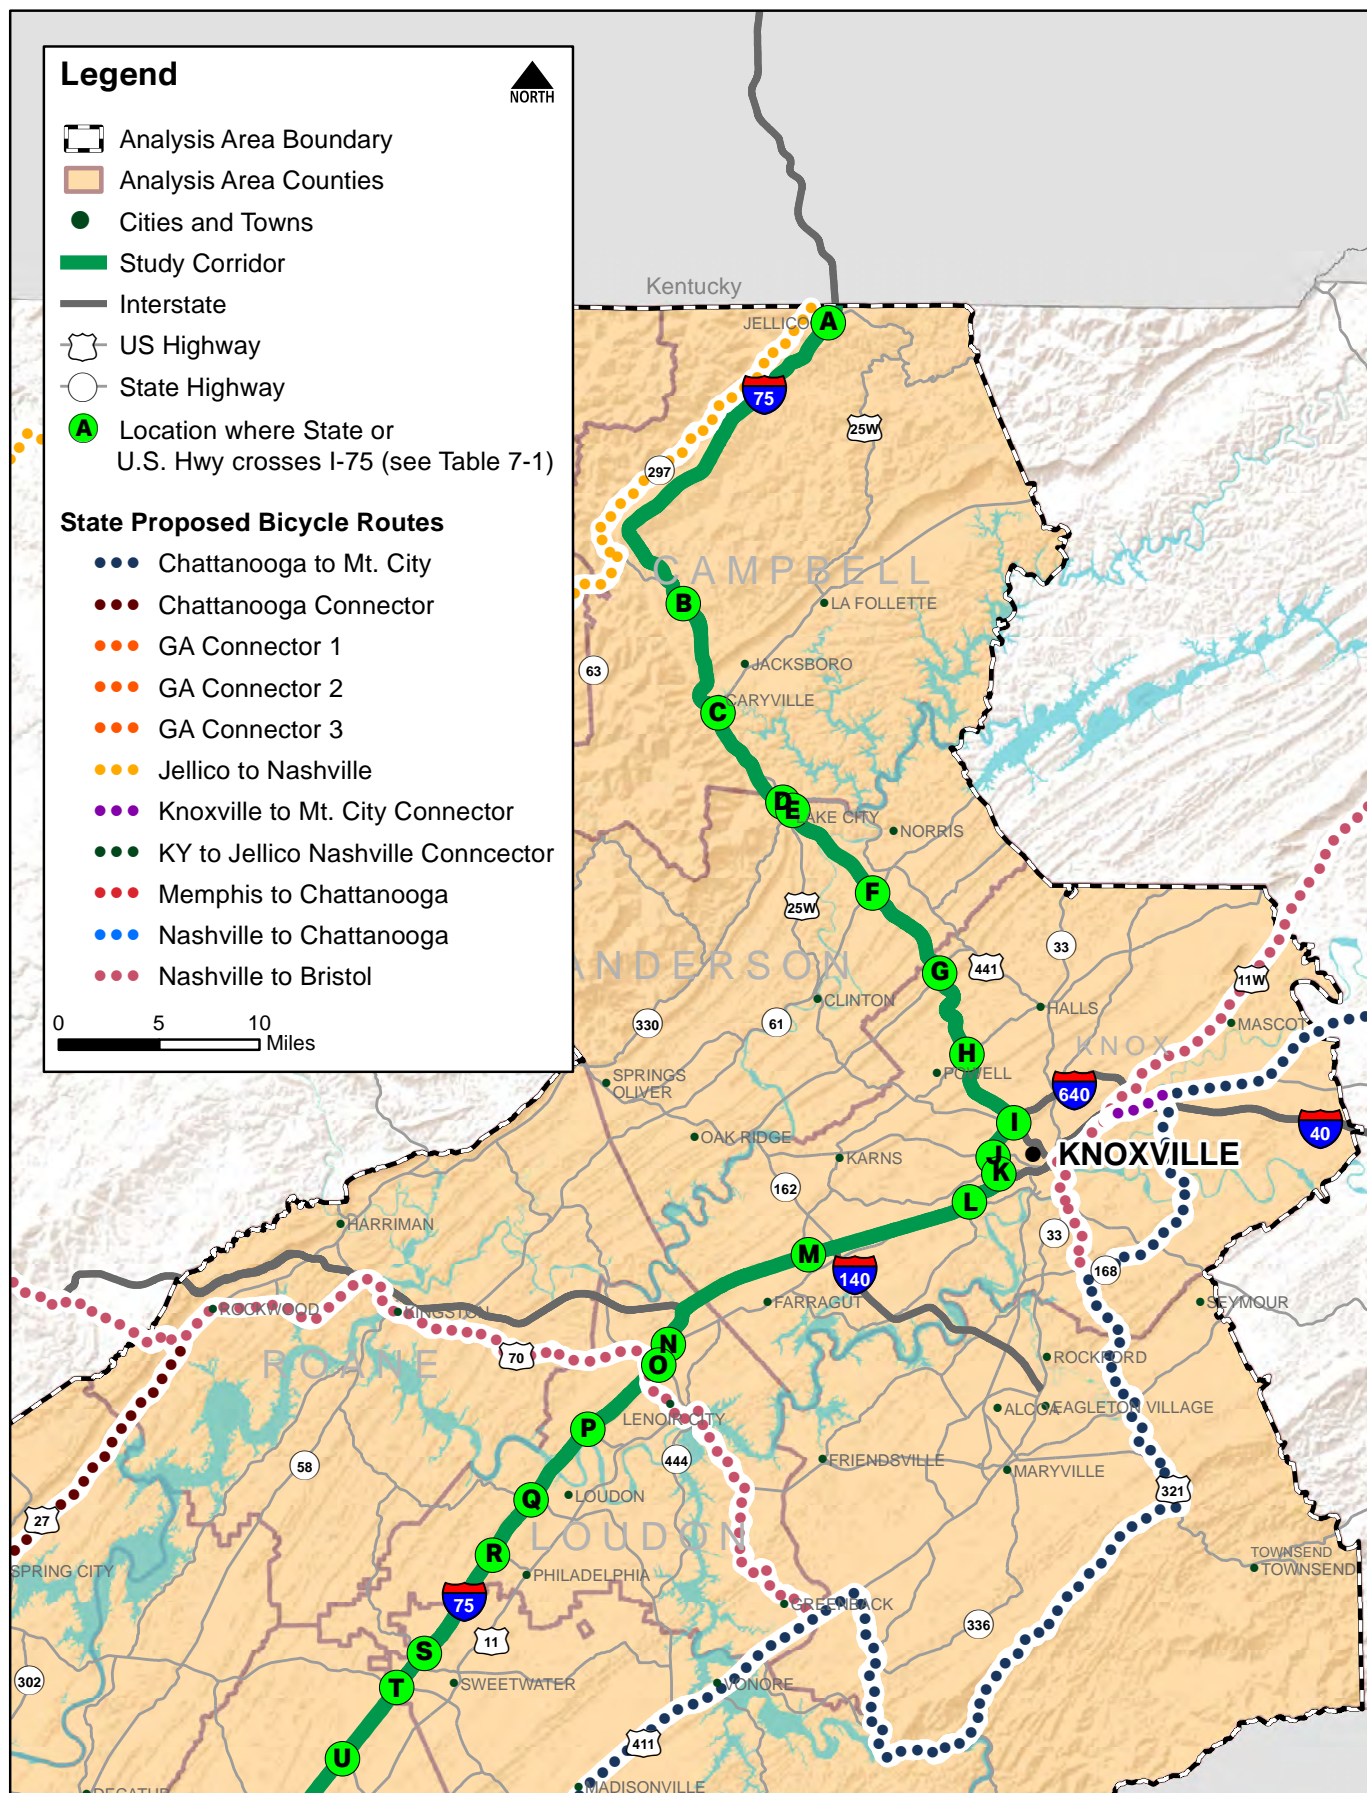 Legend
NORTH
Analysis Area Boundary
Analysis Area Counties
Cities and Towns
Study Corridor
Interstate
US Highway
State Highway
A
Location where State or
U.S. Hwy crosses I-75 (see Table 7-1)
State Proposed Bicycle Routes
Chattanooga to Mt. City
Chattanooga Connector
GA Connector 1
GA Connector 2
GA Connector 3
Jellico to Nashville
Knoxville to Mt. City Connector
KY to Jellico Nashville Conncector
Memphis to Chattanooga
Nashville to Chattanooga
Nashville to Bristol
0 5 10
Miles
Kentucky
JELLICO
A
75
25W
297
CAMPBELL
B
LA FOLLETTE
63
JACKSBORO
CARYVILLE
C
D
E
LAKE CITY
NORRIS
F
25W
33
ANDERSON
G
441
11W
CLINTON
HALLS
330
61
MASCOT
H
KNOX
SPRINGS
OLIVER
POWELL
640
I
40
OAK RIDGE
J
KNOXVILLE
KARNS
K
162
L
HARRIMAN
33
M
168
140
ROCKWOOD
KINGSTON
FARRAGUT
SEYMOUR
N
70
O
ROANE
ROCKFORD
LENOIR CITY
ALCOA
EAGLETON VILLAGE
P
58
444
FRIENDSVILLE
MARYVILLE
Q
LOUDON
321
27
LOUDON
R
TOWNSEND
SPRING CITY
PHILADELPHIA
TOWNSEND
75
GREENBACK
336
11
S
302
T
SWEETWATER
VONORE
411
U
MADISONVILLE
DECATUR